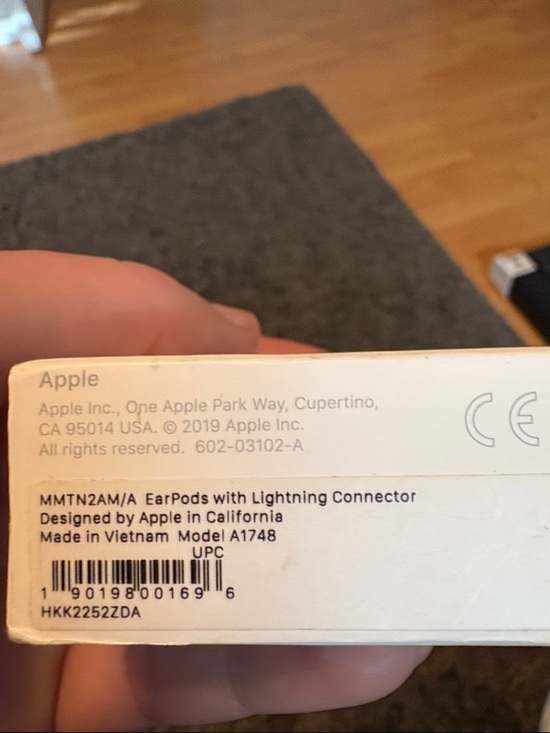 Apple
Apple Inc., One Apple Park Way, Cupertino,
CA 95014 USA. © 2019 Apple Inc.
All rights reserved. 602-03102-A
CE
MMTN2AM/A EarPods with Lightning Connector
Designed by Apple in California
Made in Vietnam Model A1748
UPC
1 90198 00169 6
HKK2252ZDA